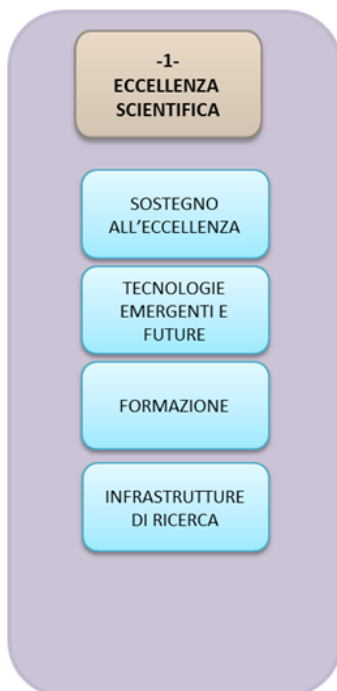 -1-
ECCELLENZA
SCIENTIFICA
SOSTEGNO
ALL’ECCELLENZA
TECNOLOGIE
EMERGENTI E
FUTURE
FORMAZIONE
INFRASTRUTTURE
DI RICERCA